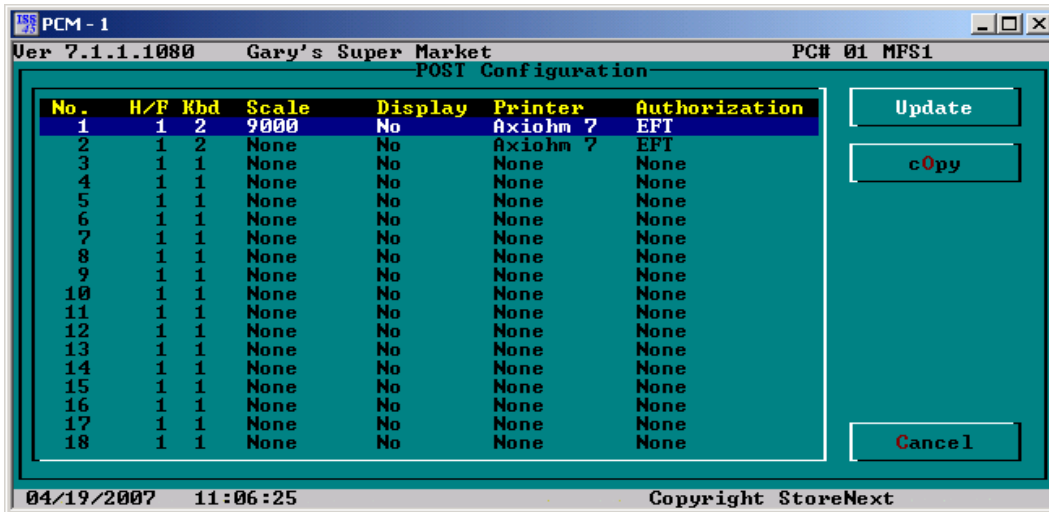 ISS 45 PCM - 1
Ver 7.1.1.1080 Gary's Super Market PC# 01 MFS1
POST Configuration
No. H/F Kbd Scale Display Printer Authorization
1 1 2 9000 No Axiohm 7 EFT
2 1 2 None No Axiohm 7 EFT
3 1 1 None No None None
4 1 1 None No None None
5 1 1 None No None None
6 1 1 None No None None
7 1 1 None No None None
8 1 1 None No None None
9 1 1 None No None None
10 1 1 None No None None
11 1 1 None No None None
12 1 1 None No None None
13 1 1 None No None None
14 1 1 None No None None
15 1 1 None No None None
16 1 1 None No None None
17 1 1 None No None None
18 1 1 None No None None
Update
cOpy
Cancel
04/19/2007 11:06:25 Copyright StoreNext